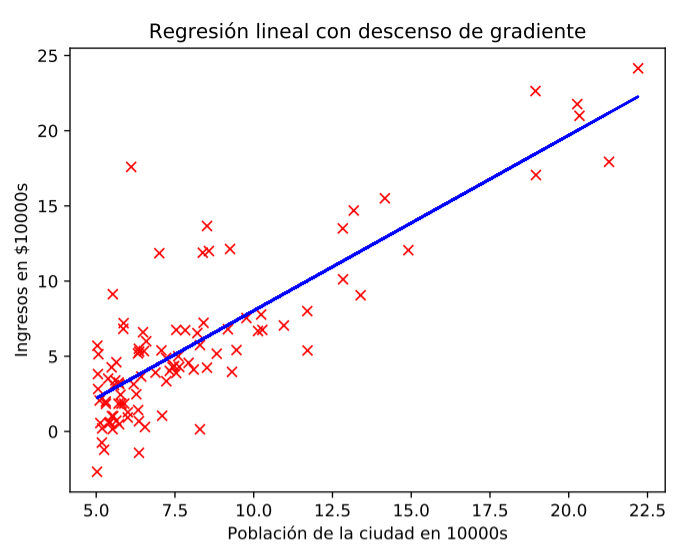 Regresión lineal con descenso de gradiente
25
20
15
10
5
0
Ingresos en $10000s
5.0 7.5 10.0 12.5 15.0 17.5 20.0 22.5
Población de la ciudad en 10000s